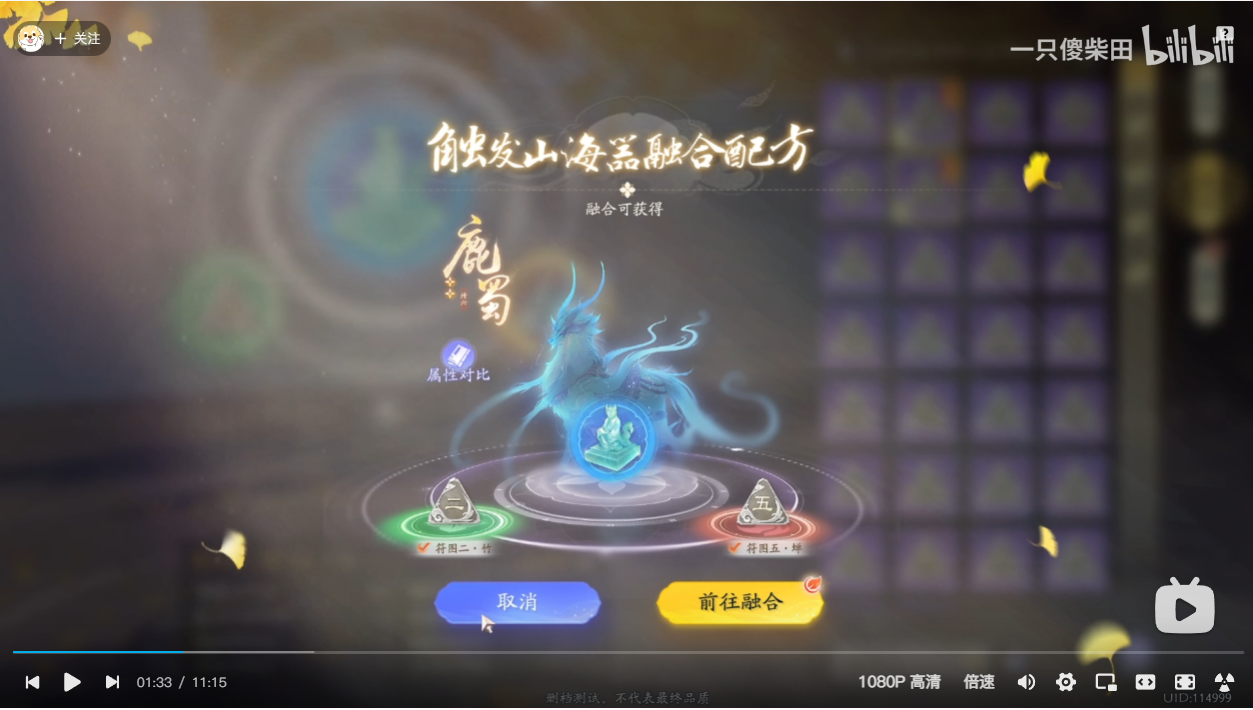 + 关注
一只傻柴田 bilibili
触发山海器融合配方
融合可获得
鹿蜀
属性对比
二
五
符图二·竹
符图五·蝉
取消
前往融合
01:33 / 11:15
1080P 高清
倍速
删档测试，不代表最终品质
UID:114999